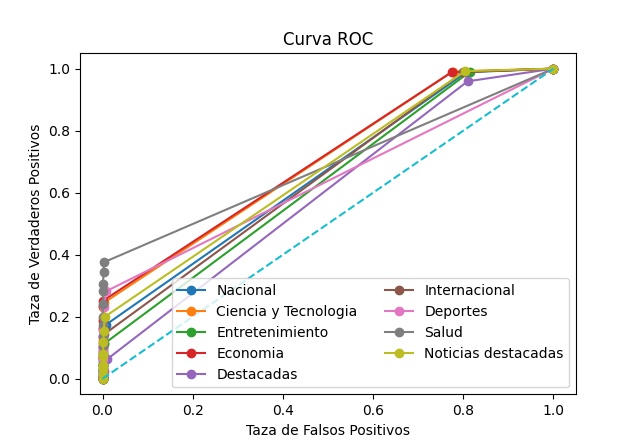 Curva ROC
Taza de Verdaderos Positivos
1.0
0.8
0.6
0.4
0.2
0.0
Nacional
Ciencia y Tecnologia
Entretenimiento
Economia
Destacadas
Internacional
Deportes
Salud
Noticias destacadas
0.0 0.2 0.4 0.6 0.8 1.0
Taza de Falsos Positivos